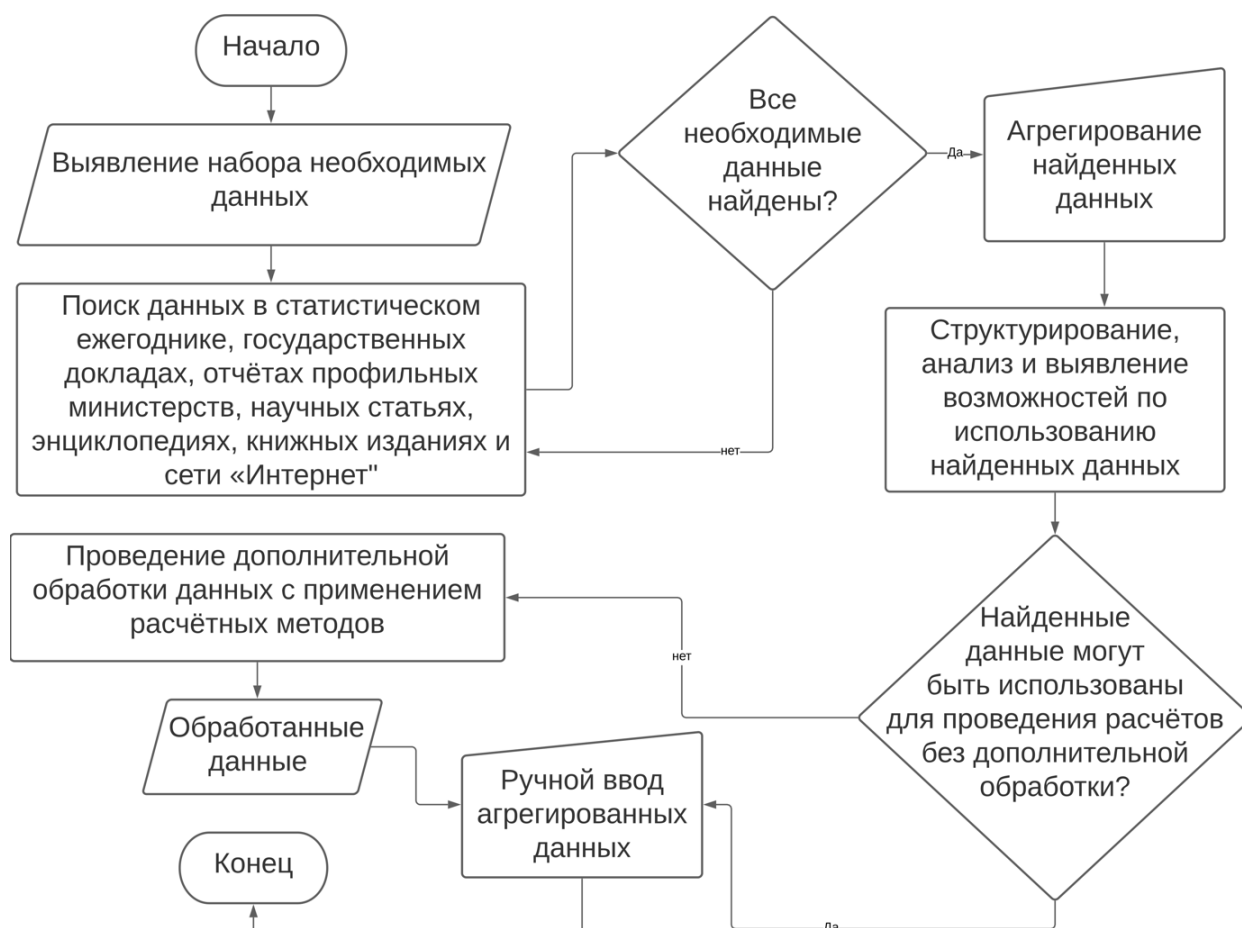 Начало
Выявление набора необходимых
данных
Поиск данных в статистическом
ежегоднике, государственных
докладах, отчётах профильных
министерств, научных статьях,
энциклопедиях, книжных изданиях и
сети «Интернет"
Все
необходимые
данные
найдены?
Да
нет
Агрегирование
найденных
данных
Структурирование,
анализ и выявление
возможностей по
использованию
найденных данных
Найденные
данные могут
быть использованы
для проведения расчётов
без дополнительной
обработки?
нет
Да
Проведение дополнительной
обработки данных с применением
расчётных методов
Обработанные
данные
Ручной ввод
агрегированных
данных
Конец